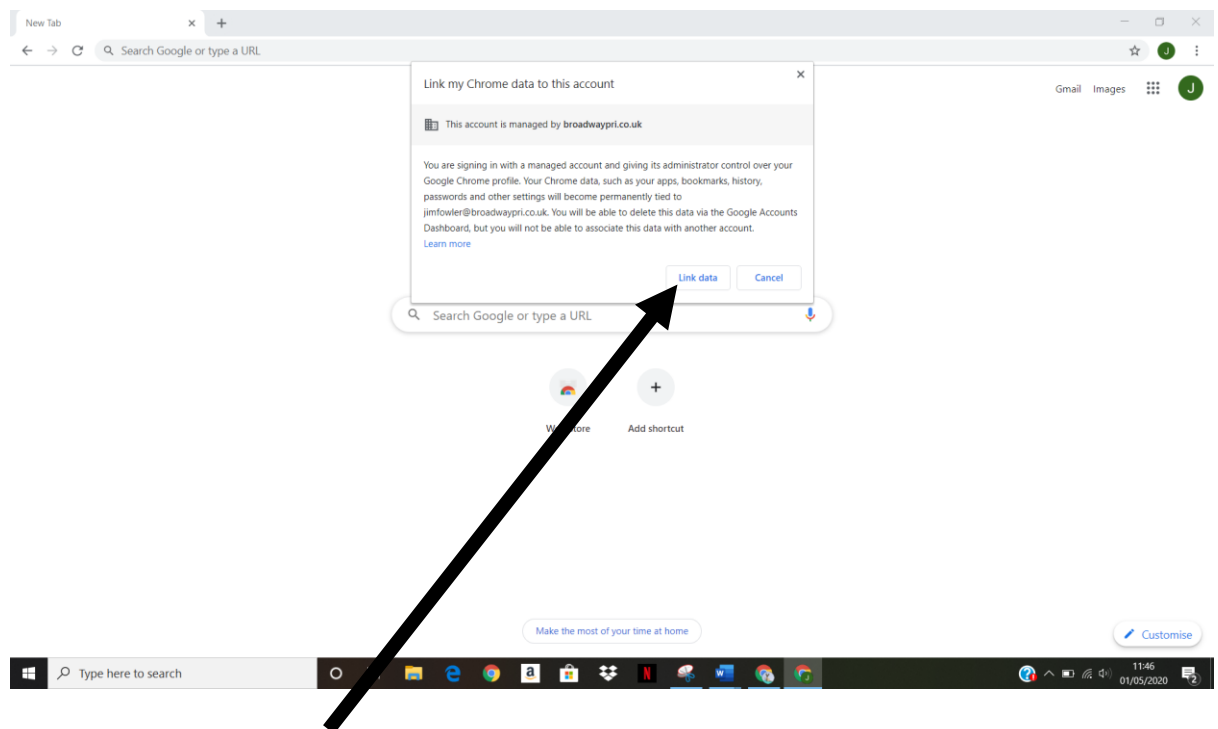 New Tab
Search Google or type a URL
Gmail Images J
Link my Chrome data to this account
This account is managed by broadwaypri.co.uk
You are signing in with a managed account and giving its administrator control over your
Google Chrome profile. Your Chrome data, such as your apps, bookmarks, history,
passwords and other settings will become permanently tied to
jimfowler@broadwaypri.co.uk. You will be able to delete this data via the Google Accounts
Dashboard, but you will not be able to associate this data with another account.
Learn more
Link data Cancel
Search Google or type a URL
Add shortcut
Make the most of your time at home
Customise
Type here to search
11:46
01/05/2020